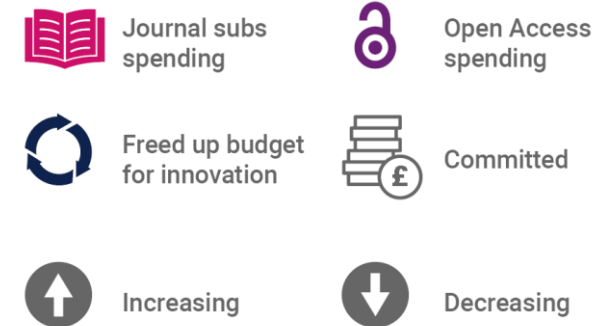 Journal subs
spending
Open Access
spending
Freed up budget
for innovation
£
Committed
Increasing
Decreasing